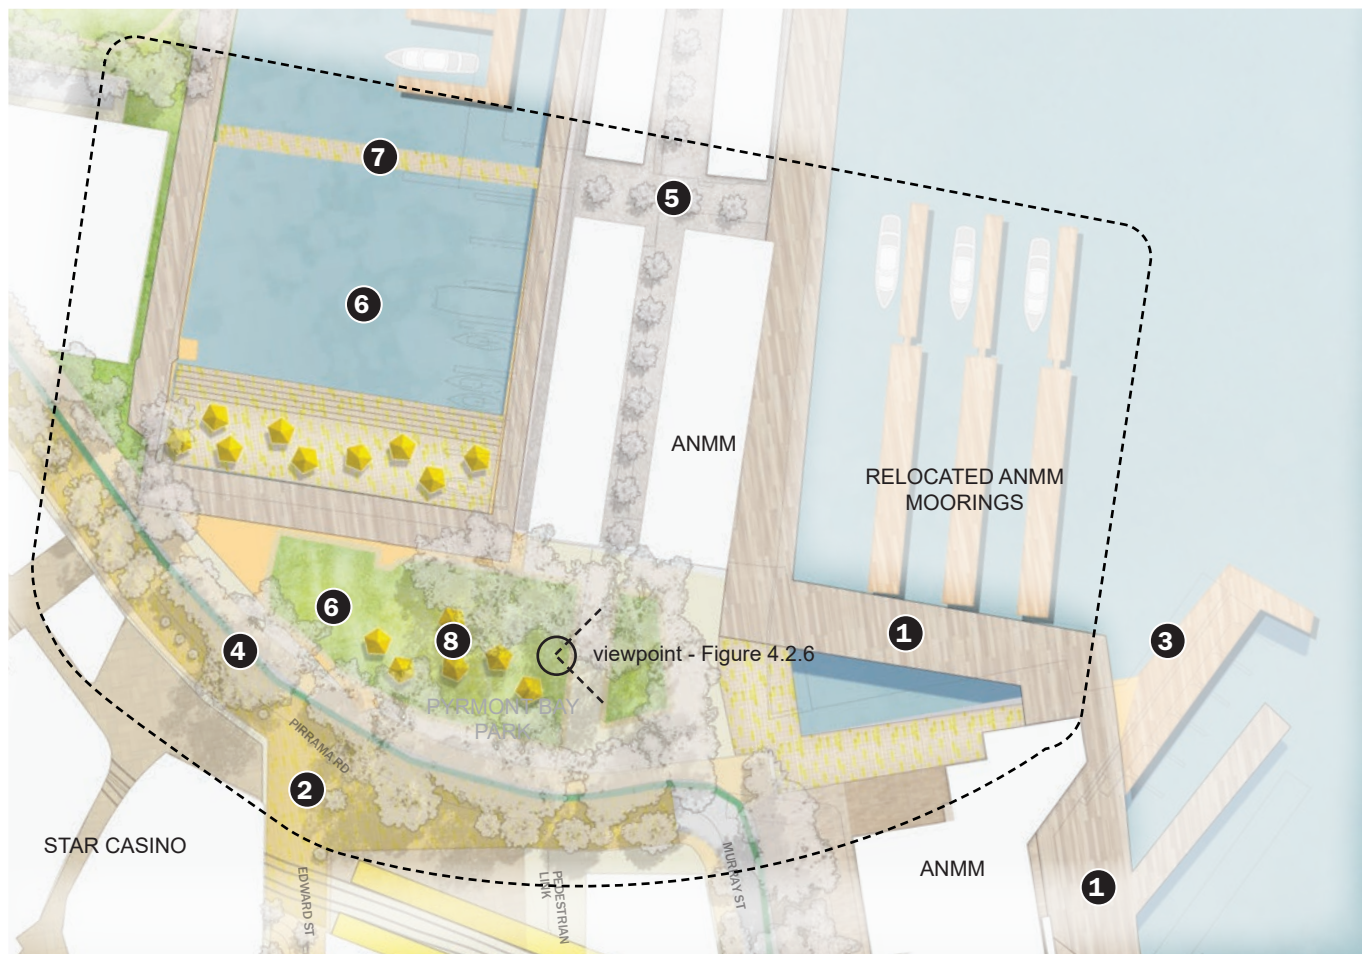 7
5
6
ANMM
RELOCATED ANMM
MOORINGS
6
8
4
1
3
viewpoint - Figure 4.2.6
PYRMONT BAY
PARK
PIRRAMA RD
2
STAR CASINO
EDWARD ST
PEDESTRIAN
LINK
MURRAY ST
ANMM
1